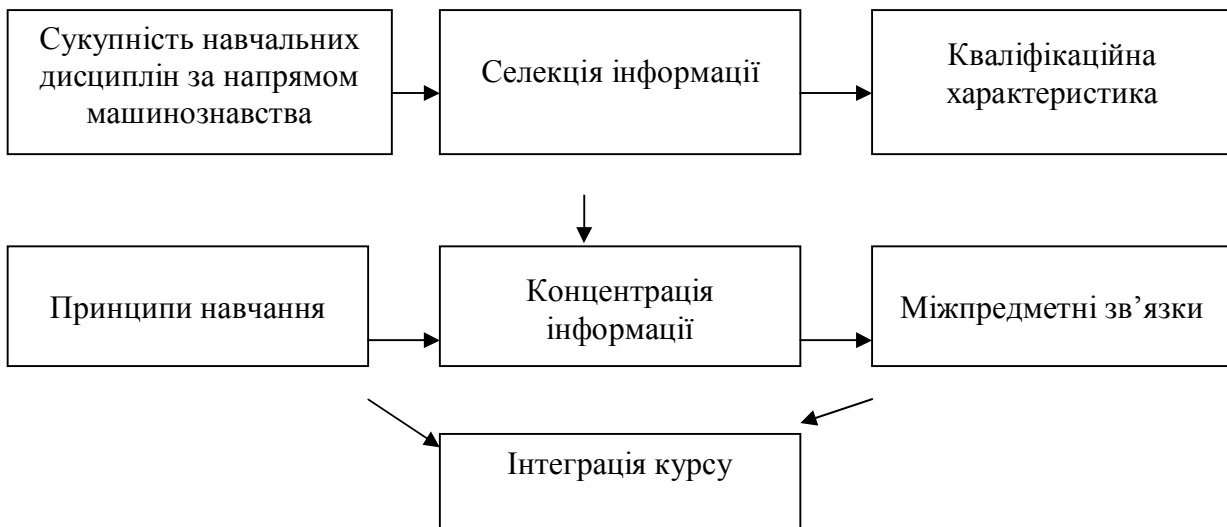 Сукупність навчальних
дисциплін за напрямом
машинознавства
Селекція інформації
Кваліфікаційна
характеристика
Принципи навчання
Концентрація
інформації
Міжпредметні зв’язки
Інтеграція курсу